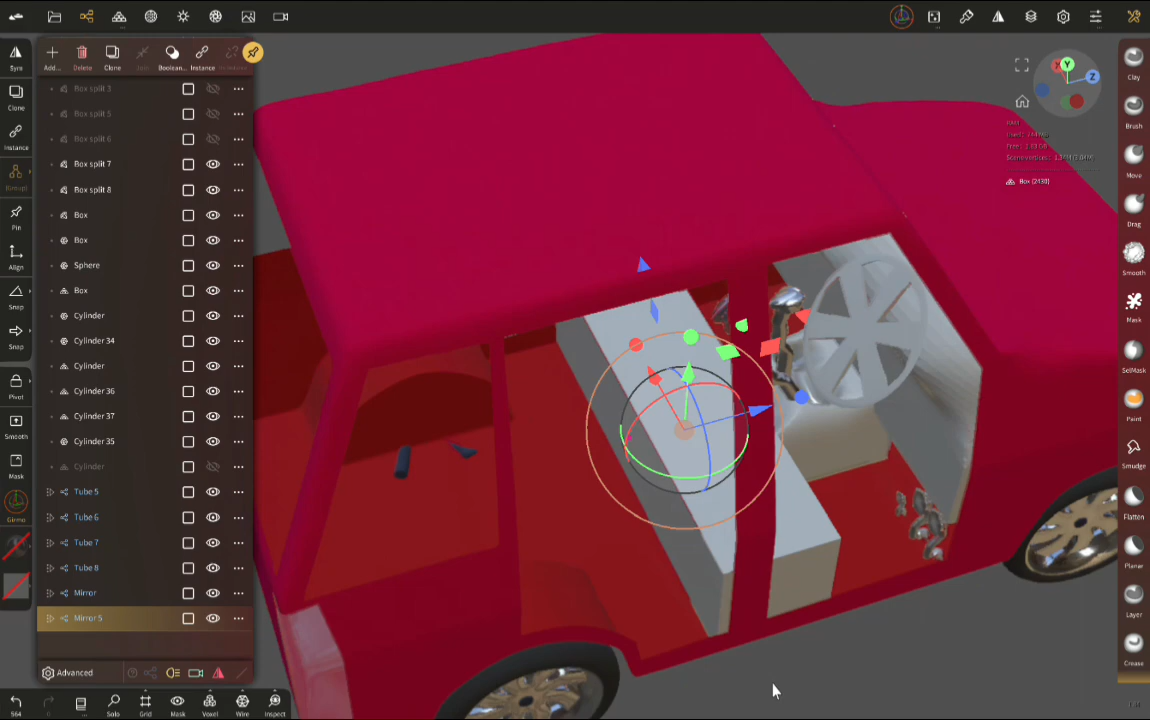 Add...
Delete
Clone
Boolean...
Instance
Sym
Clone
Instance
Pin
Align
Snap
Snap
Pivot
Smooth
Mask
Gizmo
Box split 3
Box split 5
Box split 6
Box split 7
Box split 8
Box
Box
Sphere
Box
Cylinder
Cylinder 34
Cylinder
Cylinder 36
Cylinder 37
Cylinder 35
Cylinder
Tube 5
Tube 6
Tube 7
Tube 8
Mirror
Mirror 5
Advanced
564
0
Solo
Grid
Mask
Voxel
Wire
Inspect
Y
Z
Box (2438)
Clay
Brush
Move
Drag
Smooth
Mask
SelMask
Paint
Smudge
Flatten
Planar
Layer
Crease